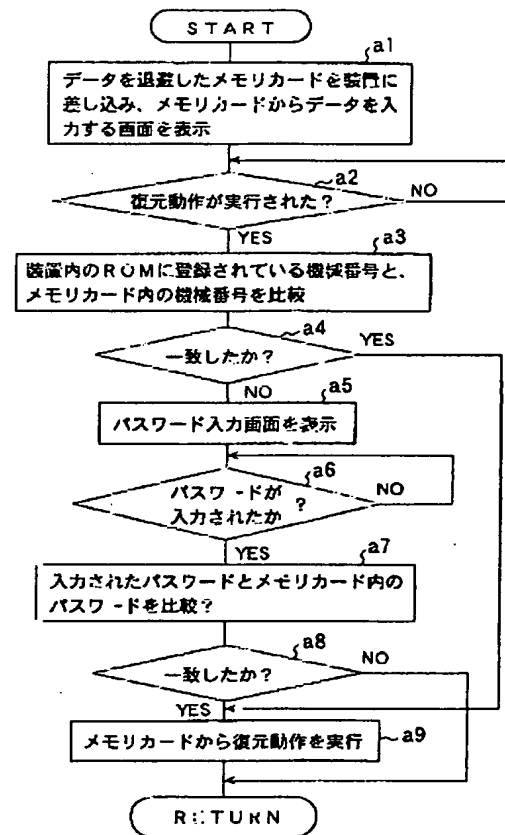 START
a1
データを退避したメモリカードを装置に
差し込み、メモリカードからデータを入
力する画面を表示
a2
復元動作が実行された?
NO
YES
a3
装置内のROMに登録されている機械番号と、
メモリカード内の機械番号を比較
a4
一致したか?
YES
NO
a5
パスワード入力画面を表示
a6
パスワードが
入力されたか
?
NO
YES
a7
入力されたパスワードとメモリカード内の
パスワードを比較?
a8
一致したか?
NO
YES
メモリカードから復元動作を実行
a9
RETURN